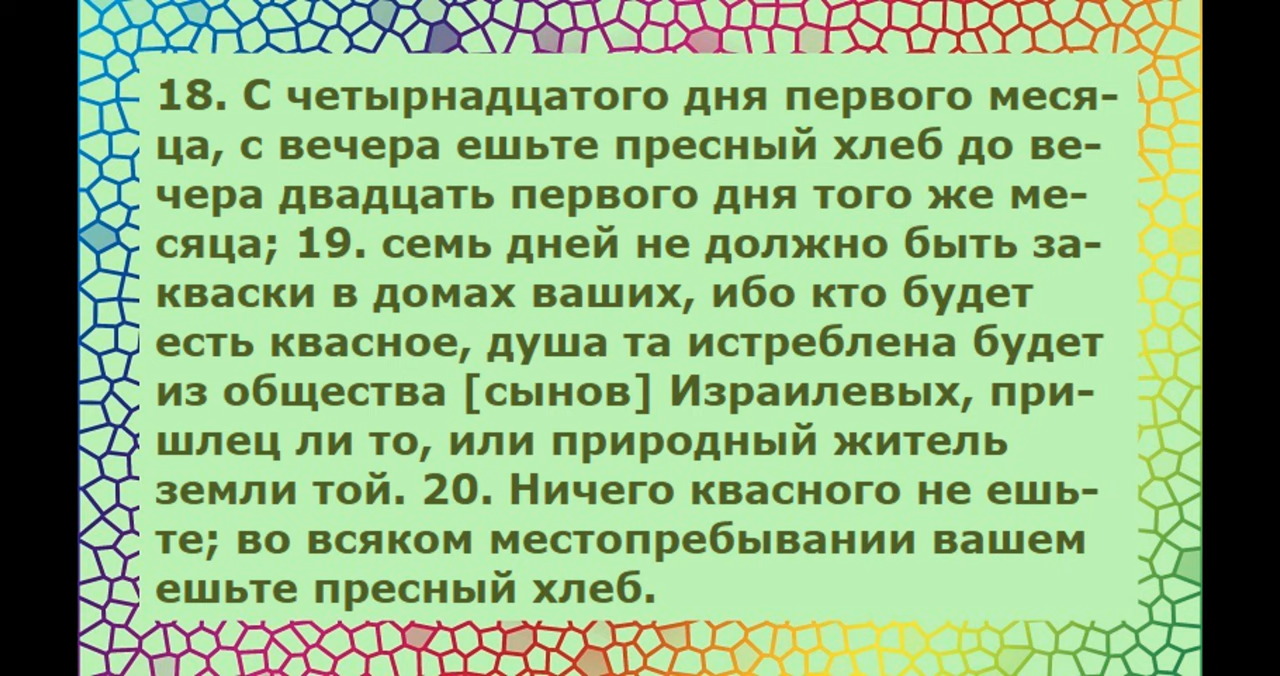 18. С четырнадцатого дня первого меся-
ца, с вечера ешьте пресный хлеб до ве-
чера двадцать первого дня того же ме-
сяца; 19. семь дней не должно быть за-
кваски в домах ваших, ибо кто будет
есть квасное, душа та истреблена будет
из общества [сынов] Израилевых, при-
шлец ли то, или природный житель
земли той. 20. Ничего квасного не ешь-
те; во всяком местопребывании вашем
ешьте пресный хлеб.